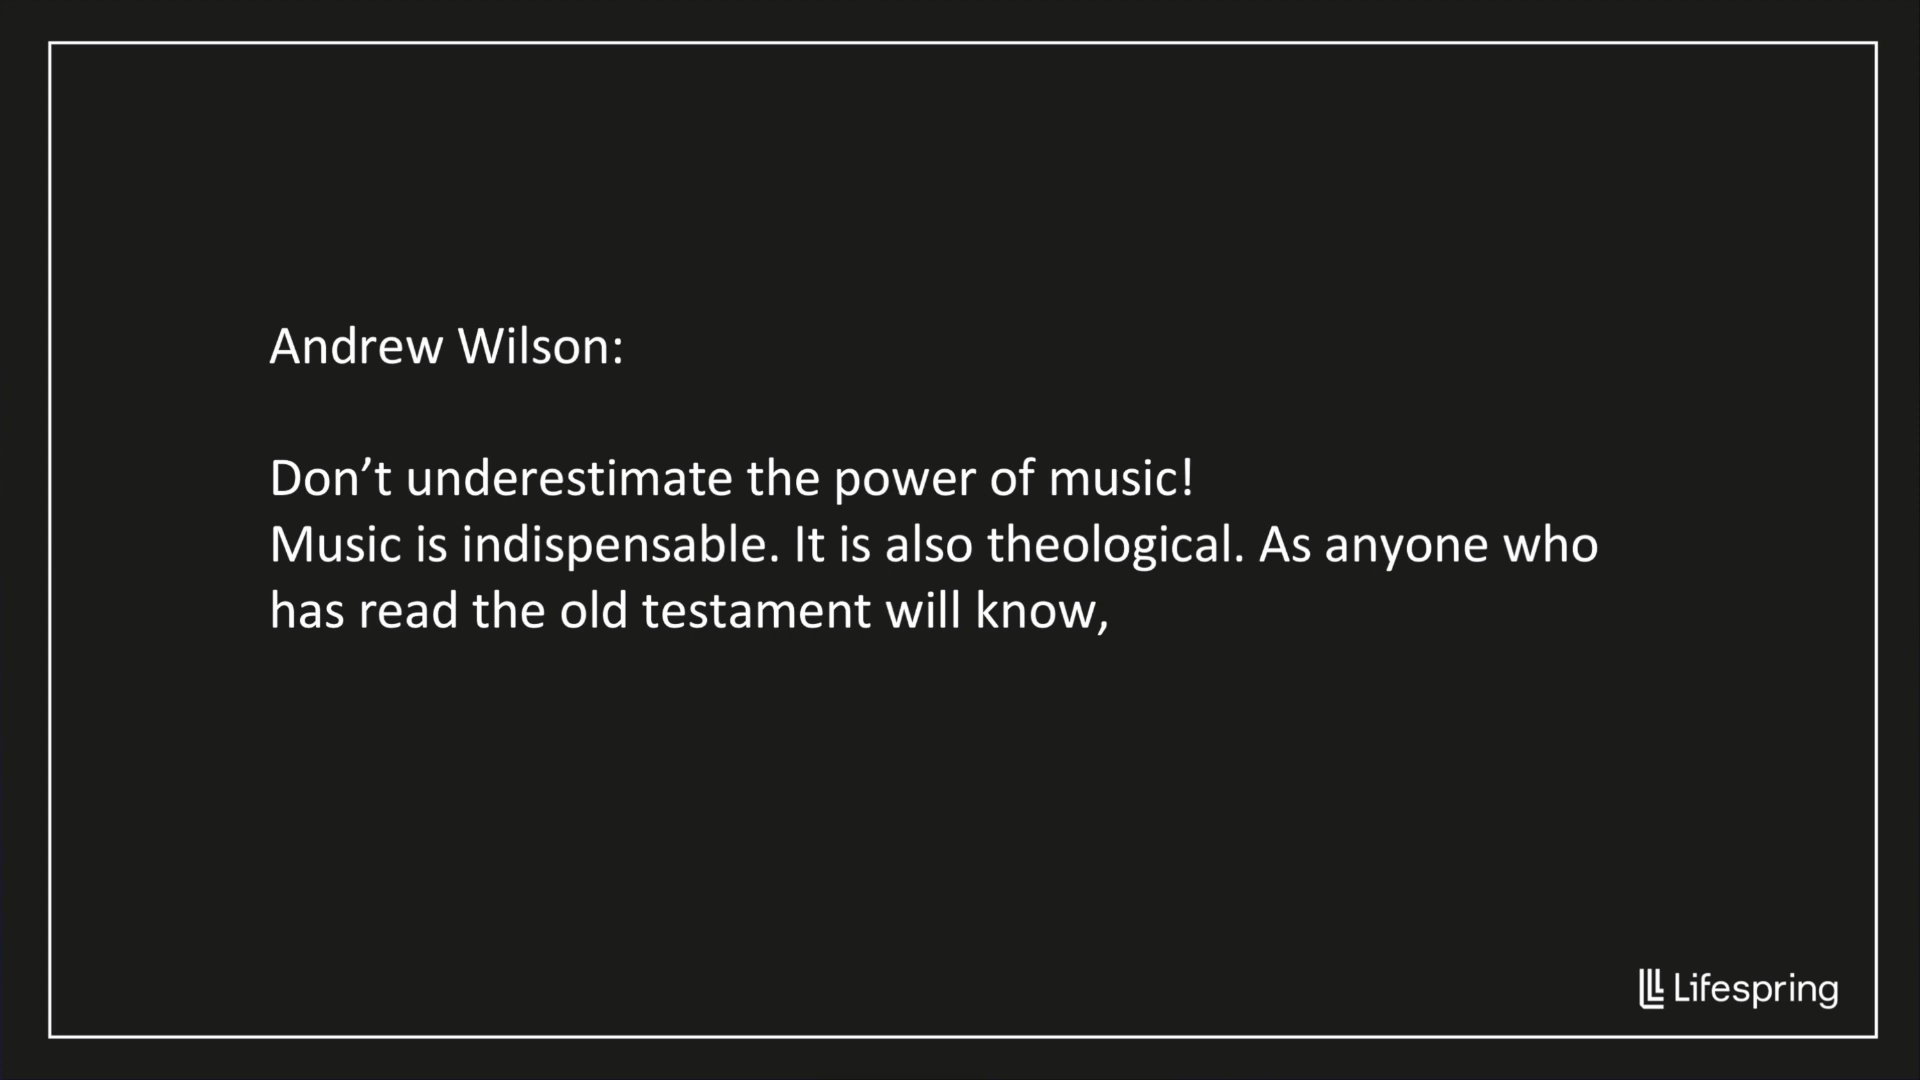 Andrew Wilson:
Don’t underestimate the power of music!
Music is indispensable. It is also theological. As anyone who
has read the old testament will know,
Lifespring